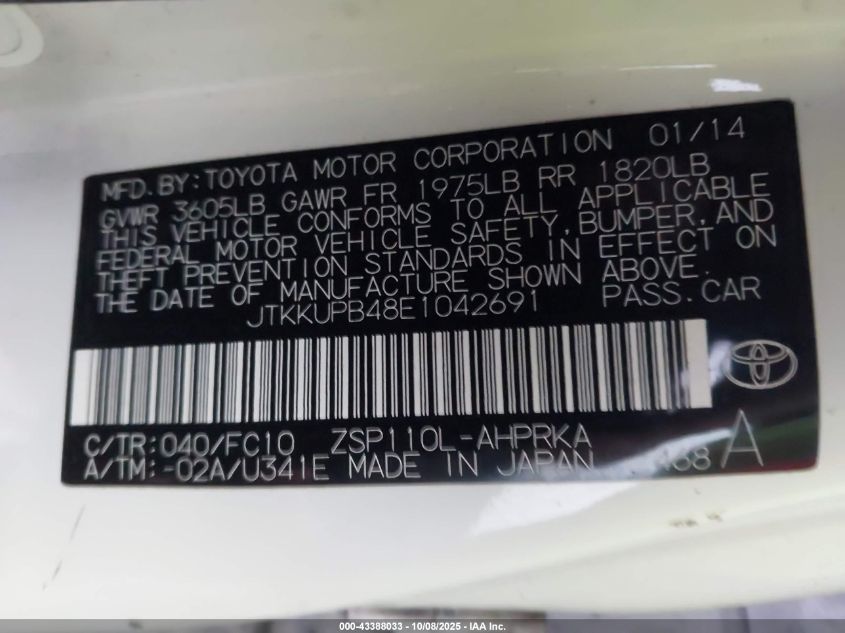 MFD.BY:TOYOTA MOTOR CORPORATION 01/14
GVWR 3605LB GAWR FR 1975LB RR 1820LB
THIS VEHICLE CONFORMS TO ALL APPLICABLE
FEDERAL MOTOR VEHICLE SAFETY,BUMPER,AND
THEFT PREVENTION STANDARDS IN EFFECT ON
THE DATE OF MANUFACTURE SHOWN ABOVE.
JTKKUPB48E1042691 PASS.CAR
C/TR:040/FC10 ZSP110L-AHPRKA
A/TM:-02A/U341E MADE IN JAPAN A
000-43388033 - 10/08/2025 - IAA Inc.